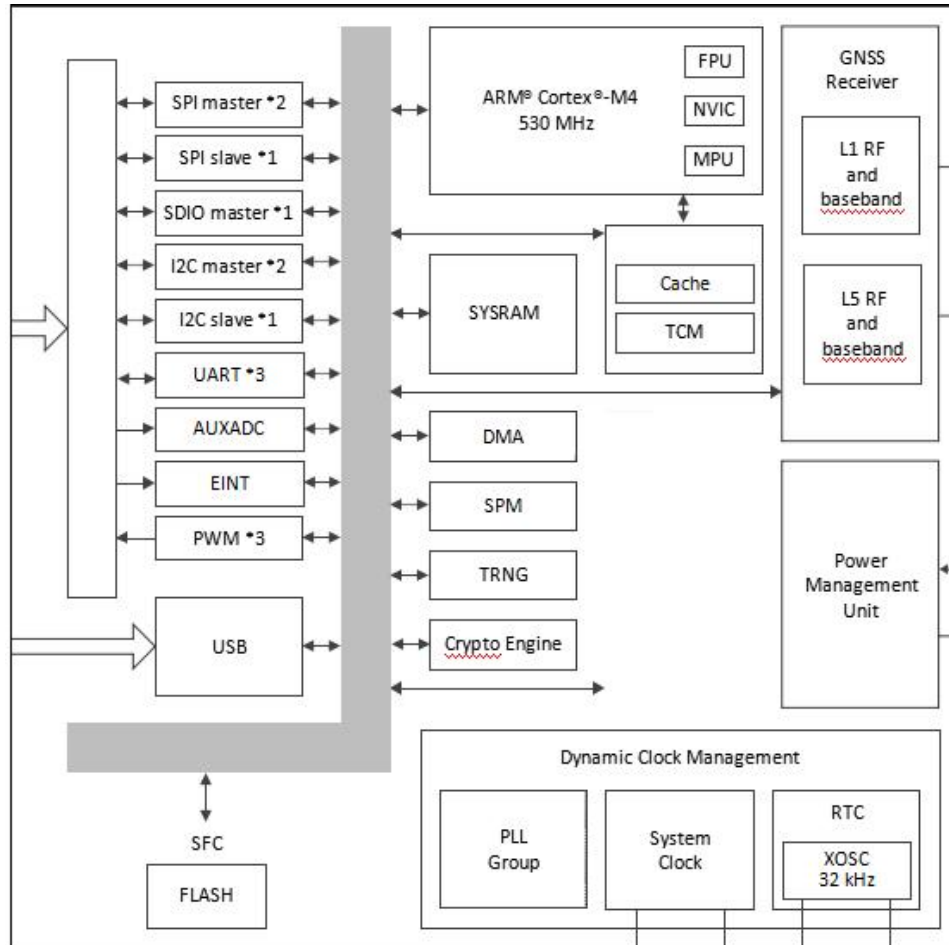 SPI master *2
SPI slave *1
SDIO master *1
I2C master *2
I2C slave *1
UART *3
AUXADC
EINT
PWM *3
USB
SFC
FLASH
ARM® Cortex®-M4
530 MHz
FPU
NVIC
MPU
SYSRAM
Cache
TCM
DMA
SPM
TRNG
Crypto Engine
GNSS
Receiver
L1 RF
and
baseband
L5 RF
and
baseband
Power
Management
Unit
Dynamic Clock Management
PLL
Group
System
Clock
RTC
XOSC
32 kHz